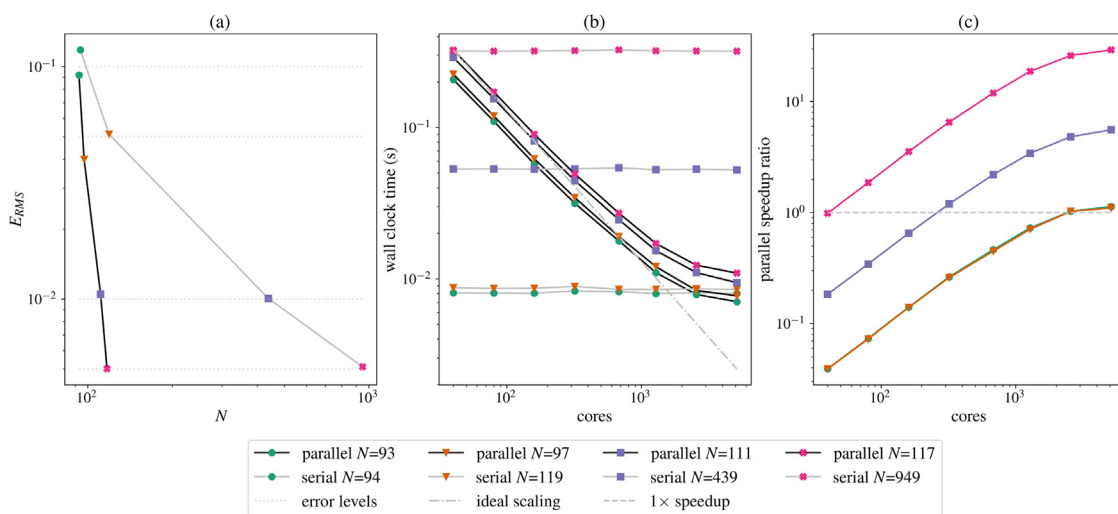 (a)
(b)
(c)
10⁻¹
10⁻²
E_RMS
10²
10³
N
10⁻¹
10⁻²
wall clock time (s)
10²
10³
cores
10¹
10⁰
10⁻¹
parallel speedup ratio
10²
10³
cores
parallel N=93
parallel N=97
parallel N=111
parallel N=117
serial N=94
serial N=119
serial N=439
serial N=949
error levels
ideal scaling
1× speedup